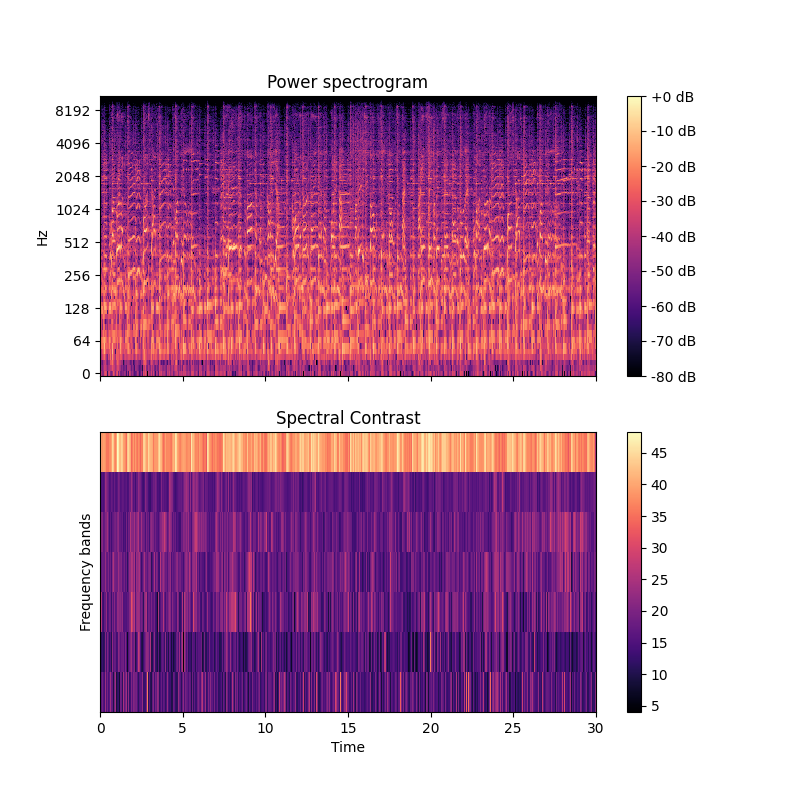 Power spectrogram
Hz
8192
4096
2048
1024
512
256
128
64
0
+0 dB
-10 dB
-20 dB
-30 dB
-40 dB
-50 dB
-60 dB
-70 dB
-80 dB
Spectral Contrast
Frequency bands
0
5
10
15
20
25
30
Time
45
40
35
30
25
20
15
10
5